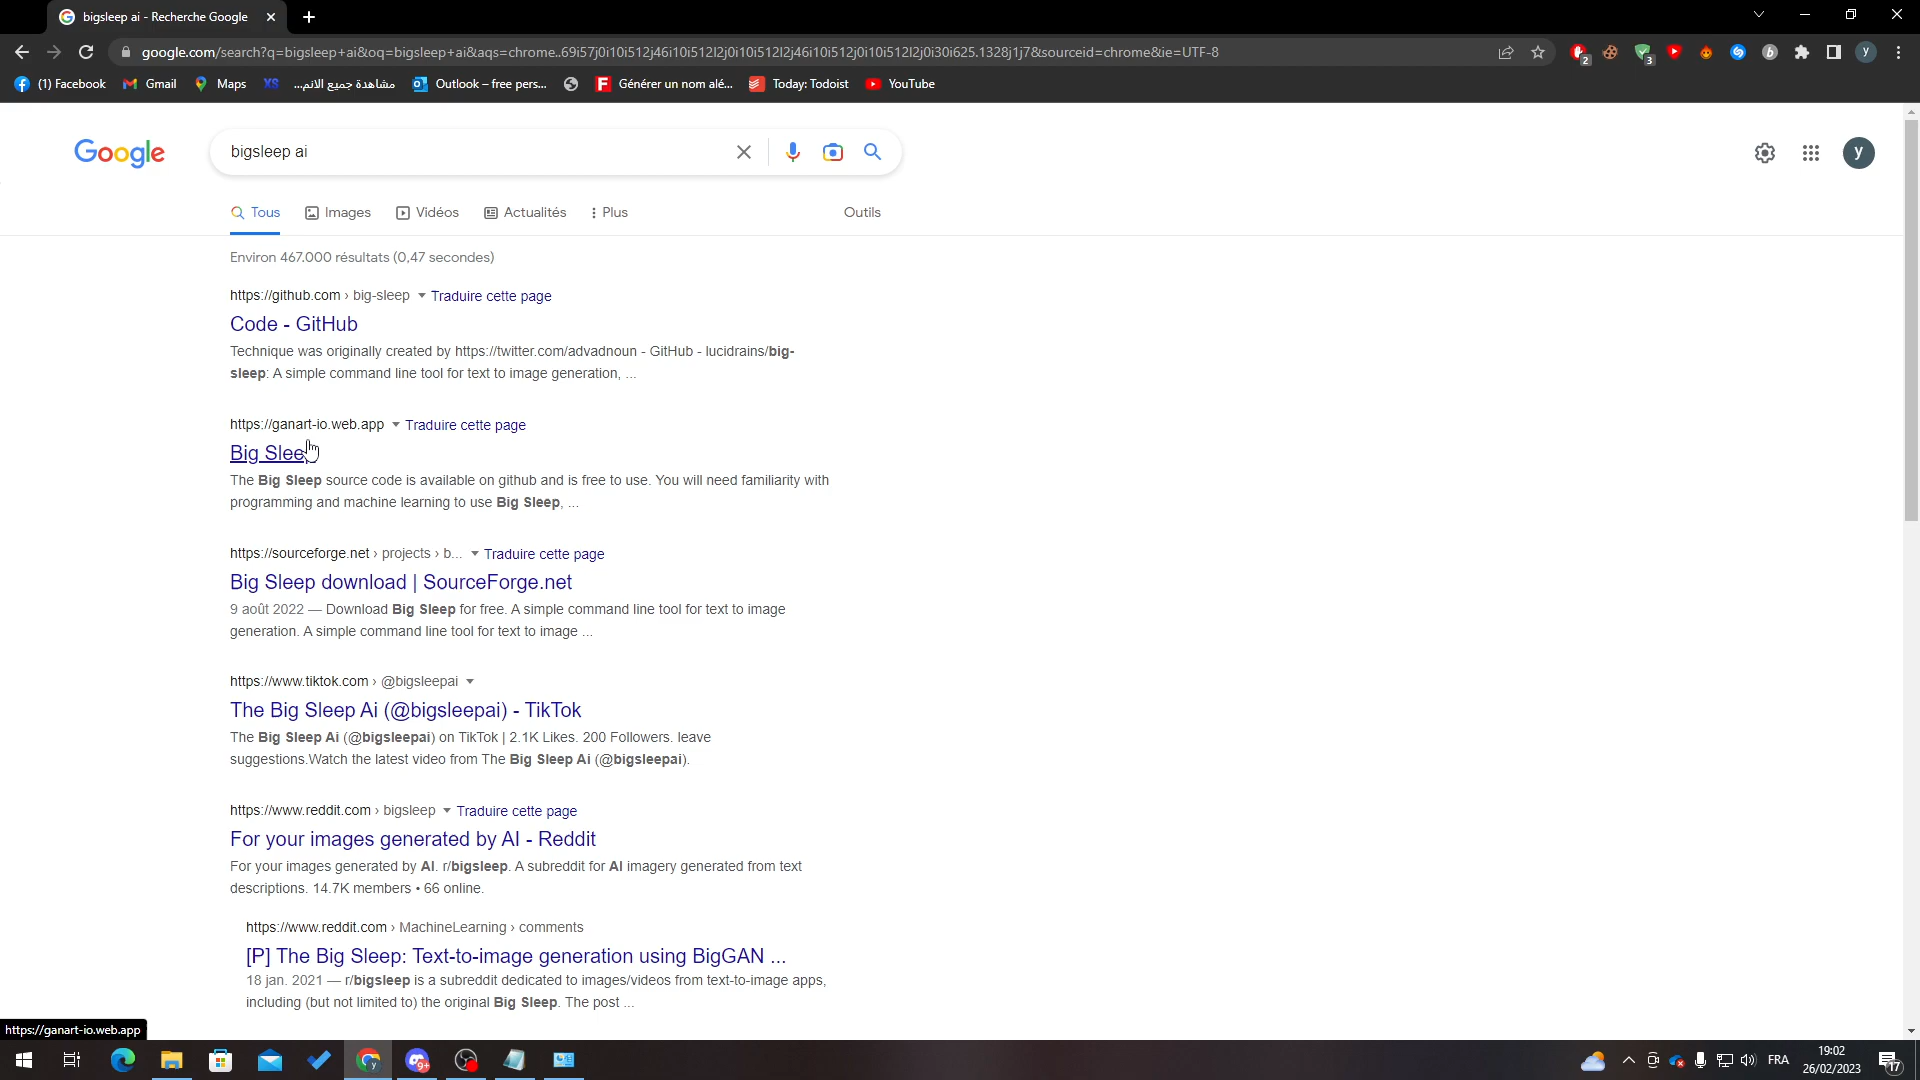 bigsleep ai - Recherche Google
google.com/search?q=bigsleep+ai&oq=bigsleep+ai&aqs=chrome..69i57j0i10i512j46i10i512l2j0i10i512l2j46i10i512j0i10i512l2j0i30i625.1328j1j7&sourceid=chrome&ie=UTF-8
2
3
b
y
(1) Facebook
Gmail
Maps
XS
مشاهدة جميع الانم...
Outlook – free pers...
Générer un nom alé...
Today: Todoist
YouTube
Google
bigsleep ai
y
Tous
Images
Vidéos
Actualités
Plus
Outils
Environ 467.000 résultats (0,47 secondes)
https://github.com › big-sleep Traduire cette page
Code - GitHub
Technique was originally created by https://twitter.com/advadnoun - GitHub - lucidrains/big-
sleep: A simple command line tool for text to image generation, ...
https://ganart-io.web.app Traduire cette page
Big Sleep
The Big Sleep source code is available on github and is free to use. You will need familiarity with
programming and machine learning to use Big Sleep, ...
https://sourceforge.net › projects › b... Traduire cette page
Big Sleep download | SourceForge.net
9 août 2022 — Download Big Sleep for free. A simple command line tool for text to image
generation. A simple command line tool for text to image ...
https://www.tiktok.com › @bigsleepai
The Big Sleep Ai (@bigsleepai) - TikTok
The Big Sleep Ai (@bigsleepai) on TikTok | 2.1K Likes. 200 Followers. leave
suggestions.Watch the latest video from The Big Sleep Ai (@bigsleepai).
https://www.reddit.com › bigsleep Traduire cette page
For your images generated by AI - Reddit
For your images generated by AI. r/bigsleep. A subreddit for AI imagery generated from text
descriptions. 14.7K members • 66 online.
https://www.reddit.com › MachineLearning › comments
[P] The Big Sleep: Text-to-image generation using BigGAN ...
18 jan. 2021 — r/bigsleep is a subreddit dedicated to images/videos from text-to-image apps,
including (but not limited to) the original Big Sleep. The post ...
https://ganart-io.web.app
9+
FRA
19:02
26/02/2023
17